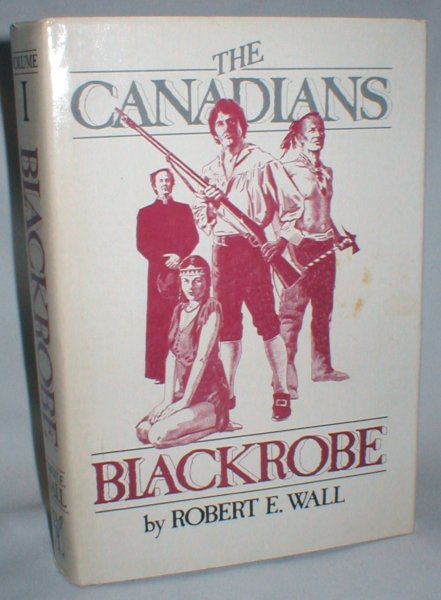 THE
CANADIANS
BLACKROBE
by ROBERT E. WALL
VOLUME
I
BLACKROBE